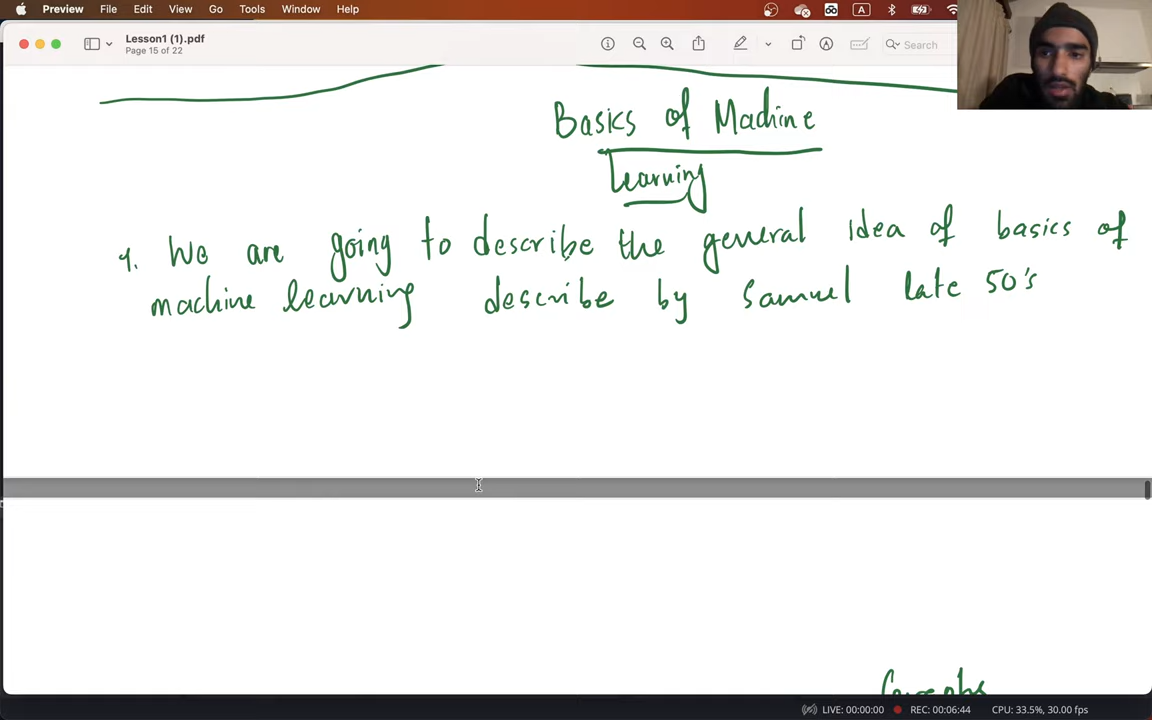 Preview File Edit View Go Tools Window Help
Lesson1 (1).pdf
Page 15 of 22
Search
Basics of Machine
Learning
1. We are going to describe the general idea of basics of
machine learning describe by Samuel late 50's
LIVE: 00:00:00 REC: 00:06:44 CPU: 33.5%, 30.00 fps